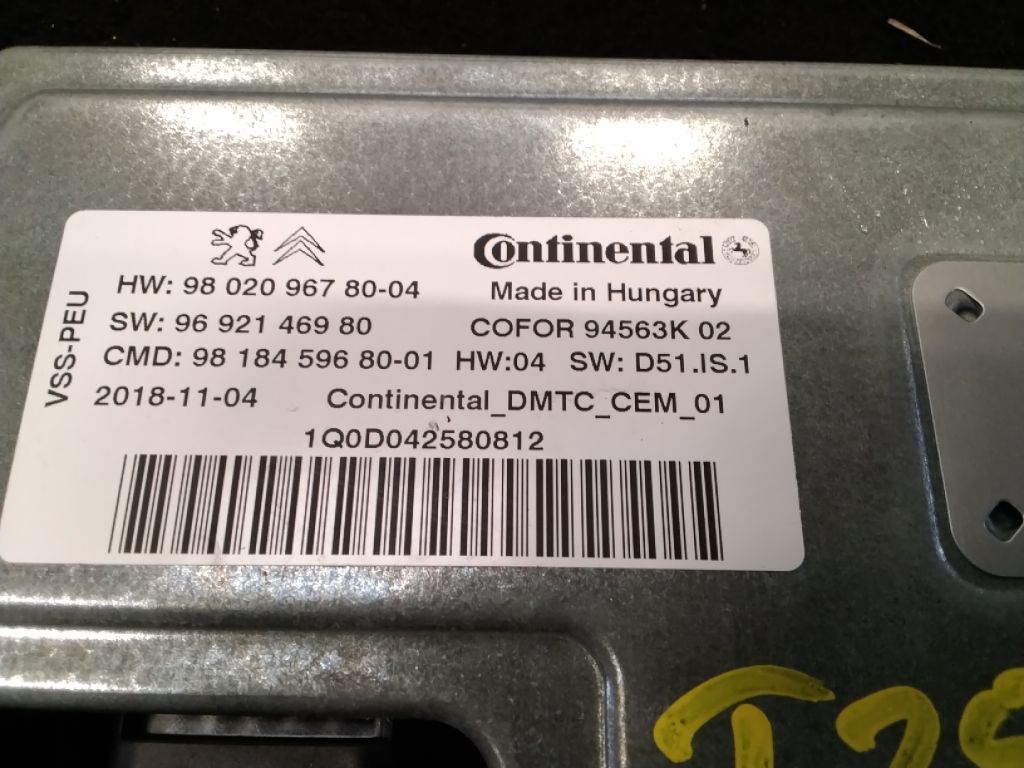 Continental
HW: 98 020 967 80-04
Made in Hungary
SW: 96 921 469 80
COFOR 94563K 02
CMD: 98 184 596 80-01 HW:04 SW: D51.IS.1
VSS-PEU
2018-11-04
Continental_DMTC_CEM_01
1Q0D042580812